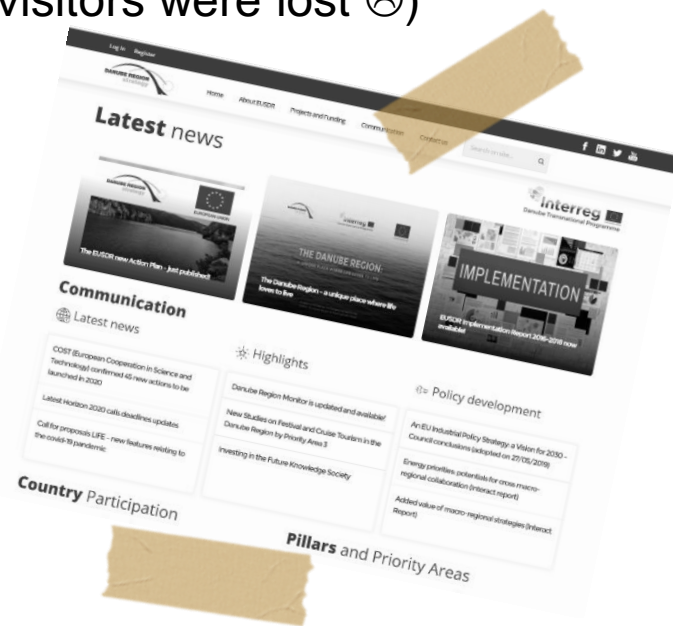 visitors were lost ☹)
Log In Register
DANUBE REGION
strategy
Home About EUSDR Projects and Funding Communication Contact us
Search on site...
Latest news
Interreg
Danube Transnational Programme
DANUBE REGION
strategy
EUROPEAN UNION
The EUSDR new Action Plan - just published!
Interreg
THE DANUBE REGION:
The Danube Region - a unique place where life
loves to live
IMPLEMENTATION
EUSDR Implementation Report 2016-2018 now
available!
Communication
Latest news
COST (European Cooperation in Science and
Technology) confirmed 45 new actions to be
launched in 2020
Latest Horizon 2020 calls deadlines updates
Call for proposals LIFE - new features relating to
the covid-19 pandemic
Highlights
Danube Region Monitor is updated and available!
New Studies on Festival and Cruise Tourism in the
Danube Region by Priority Area 3
Investing in the Future Knowledge Society
Policy development
An EU Industrial Policy Strategy: a Vision for 2030 -
Council conclusions (adopted on 27/05/2019)
Energy priorities: potentials for cross macro-
regional collaboration (Interact report)
Added value of macro-regional strategies (Interact
Report)
Country Participation
Pillars and Priority Areas